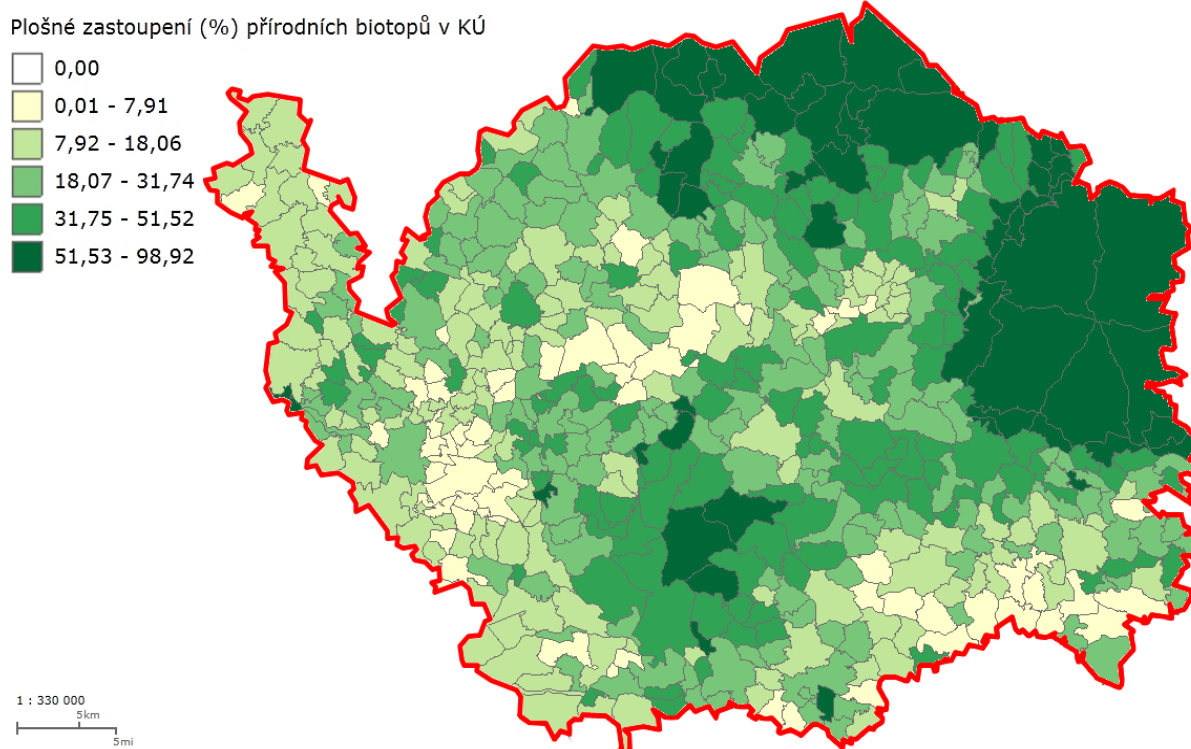 Plošné zastoupení (%) přírodních biotopů v KÚ
0,00
0,01 - 7,91
7,92 - 18,06
18,07 - 31,74
31,75 - 51,52
51,53 - 98,92
1 : 330 000
5km
5mi